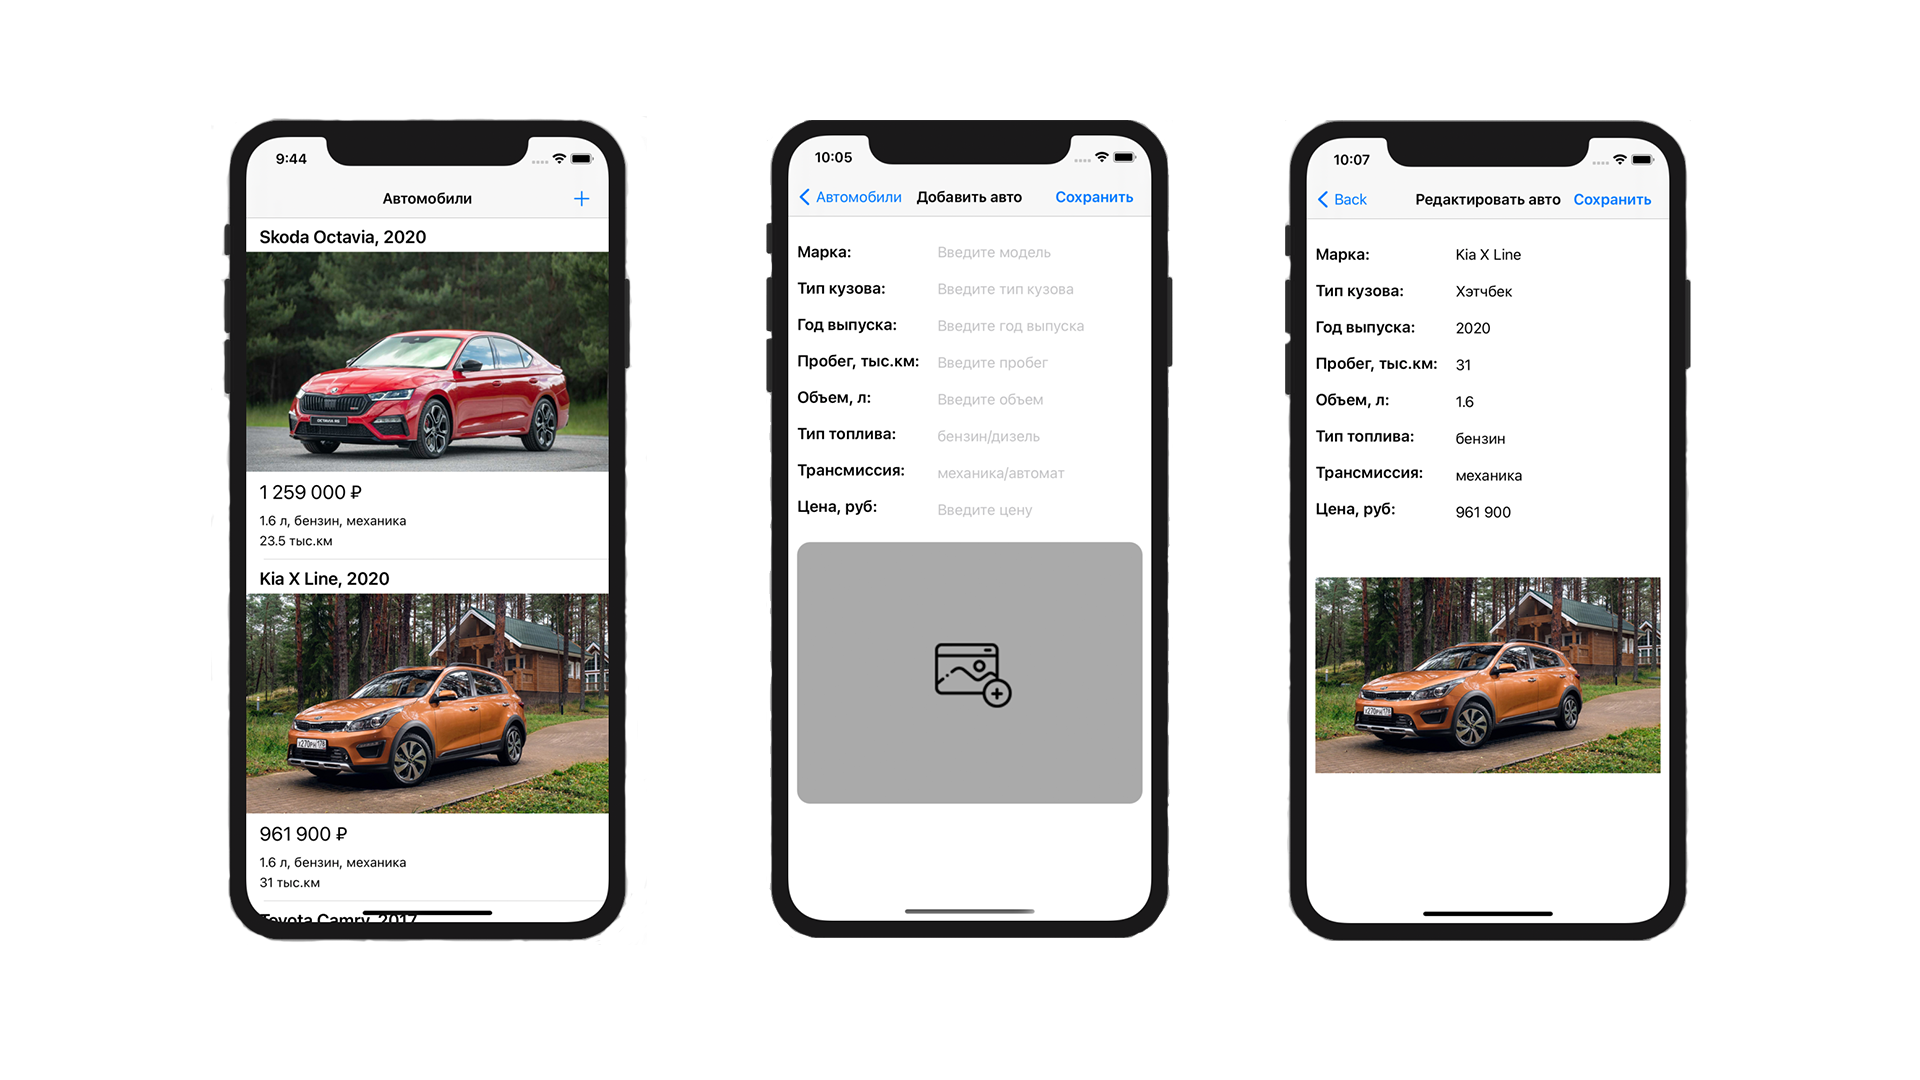 9:44
Автомобили
+
Skoda Octavia, 2020
OCTAVIA RS
1 259 000 ₽
1.6 л, бензин, механика
23.5 тыс.км
Kia X Line, 2020
961 900 ₽
1.6 л, бензин, механика
31 тыс.км
Toyota Camry, 2017
10:05
Автомобили Добавить авто Сохранить
Марка: Введите модель
Тип кузова: Введите тип кузова
Год выпуска: Введите год выпуска
Пробег, тыс.км: Введите пробег
Объем, л: Введите объем
Тип топлива: бензин/дизель
Трансмиссия: механика/автомат
Цена, руб: Введите цену
10:07
Back Редактировать авто Сохранить
Марка: Kia X Line
Тип кузова: Хэтчбек
Год выпуска: 2020
Пробег, тыс.км: 31
Объем, л: 1.6
Тип топлива: бензин
Трансмиссия: механика
Цена, руб: 961 900